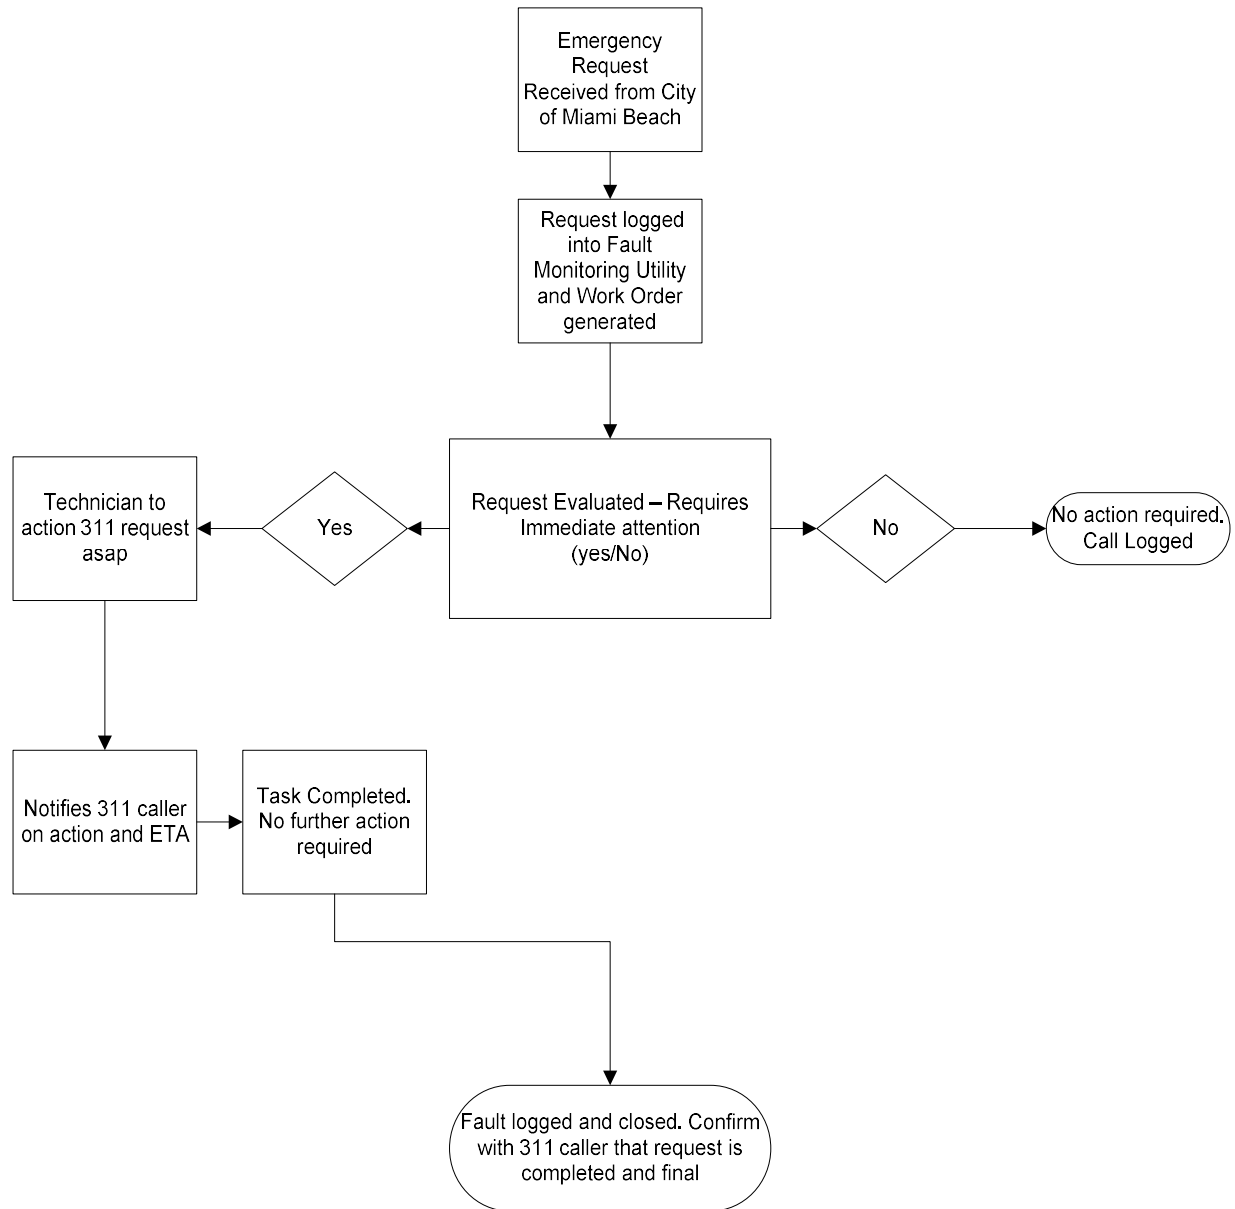 Emergency
Request
Received from City
of Miami Beach
Request logged
into Fault
Monitoring Utility
and Work Order
generated
Technician to
action 311 request
asap
Yes
Request Evaluated – Requires
Immediate attention
(yes/No)
No
No action required.
Call Logged
Notifies 311 caller
on action and ETA
Task Completed.
No further action
required
Fault logged and closed. Confirm
with 311 caller that request is
completed and final